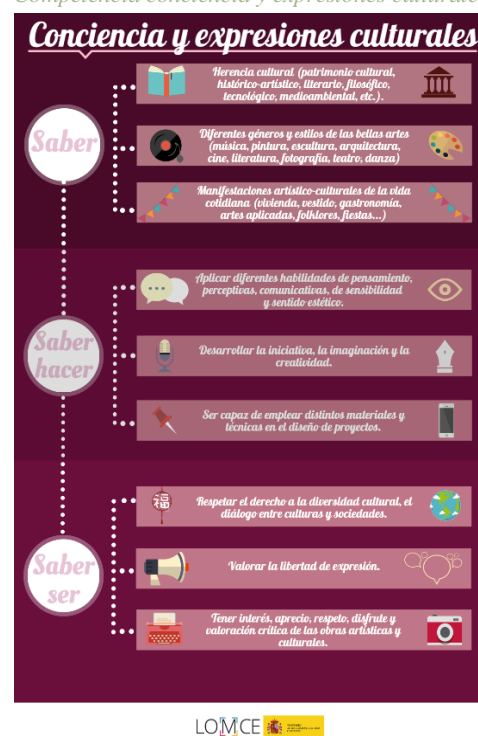 Competencia conciencia y expresiones culturale
Conciencia y expresiones culturales
Saber
Herencia cultural (patrimonio cultural,
histórico-artístico, literario, filosófico,
tecnológico, medioambiental, etc.).
Diferentes géneros y estilos de las bellas artes
(música, pintura, escultura, arquitectura,
cine, literatura, fotografía, teatro, danza)
Manifestaciones artístico-culturales de la vida
cotidiana (vivienda, vestido, gastronomía,
artes aplicadas, folklores, fiestas...)
Saber
hacer
Aplicar diferentes habilidades de pensamiento,
perceptivas, comunicativas, de sensibilidad
y sentido estético.
Desarrollar la iniciativa, la imaginación y la
creatividad.
Ser capaz de emplear distintos materiales y
técnicas en el diseño de proyectos.
Saber
ser
福
Respetar el derecho a la diversidad cultural, el
diálogo entre culturas y sociedades.
Valorar la libertad de expresión.
Tener interés, aprecio, respeto, disfrute y
valoración crítica de las obras artísticas y
culturales.
LOMCE